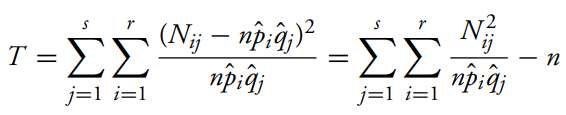 $T = \sum_{j=1}^{s} \sum_{i=1}^{r} \frac{(N_{ij} - n\hat{p}_i\hat{q}_j)^2}{n\hat{p}_i\hat{q}_j} = \sum_{j=1}^{s} \sum_{i=1}^{r} \frac{N_{ij}^2}{n\hat{p}_i\hat{q}_j} - n$